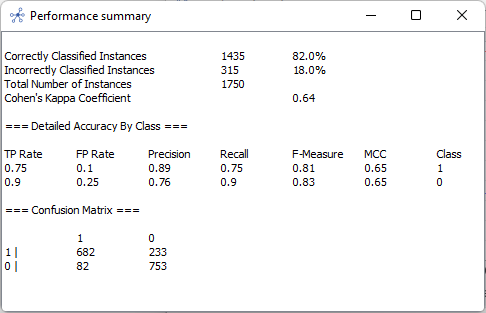 Performance summary
Correctly Classified Instances 1435 82.0%
Incorrectly Classified Instances 315 18.0%
Total Number of Instances 1750
Cohen's Kappa Coefficient 0.64
=== Detailed Accuracy By Class ===
TP Rate FP Rate Precision Recall F-Measure MCC Class
0.75 0.1 0.89 0.75 0.81 0.65 1
0.9 0.25 0.76 0.9 0.83 0.65 0
=== Confusion Matrix ===
1 0
1 | 682 233
0 | 82 753